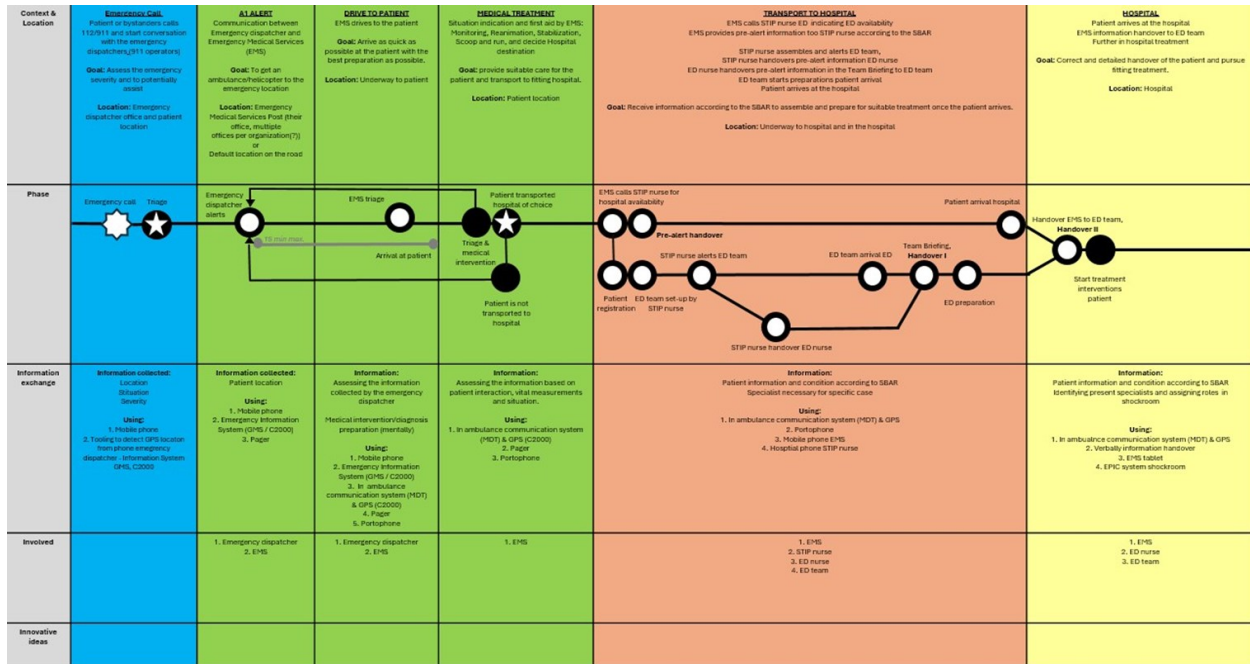 Context & Location
Emergency Call
Patient or bystanders calls
112/911 and start conversation
with the emergency
dispatchers,(911 operators)
Goal: Assess the emergency
severity and to potentially
assist
Location: Emergency
dispatcher office and patient
location
A1 ALERT
Communication between
Emergency dispatcher and
Emergency Medical Services
(EMS)
Goal: To get an
ambulance/helicopter to the
emergency location
Location: Emergency
Medical Services Post (their
office, multiple
offices per organization(?))
or
Default location on the road
DRIVE TO PATIENT
EMS drives to the patient
Goal: Arrive as quick as
possible at the patient with the
best preparation as possible.
Location: Underway to patient
MEDICAL TREATMENT
Situation indication and first aid by EMS:
Monitoring, Reanimation, Stabilization,
Scoop and run, and decide Hospital
destination
Goal: provide suitable care for the
patient and transport to fitting hospital.
Location: Patient location
TRANSPORT TO HOSPITAL
EMS calls STIP nurse ED indicating ED availability
EMS provides pre-alert information too STIP nurse according to the SBAR
STIP nurse assembles and alerts ED team,
STIP nurse handovers pre-alert information ED nurse
ED nurse handovers pre-alert information in the Team Briefing to ED team
ED team starts preparations patient arrival
Patient arrives at the hospital
Goal: Receive information according to the SBAR to assemble and prepare for suitable treatment once the patient arrives.
Location: Underway to hospital and in the hospital
HOSPITAL
Patient arrives at the hospital
EMS information handover to ED team
Further in hospital treatment
Goal: Correct and detailed handover of the patient and pursue
fitting treatment.
Location: Hospital
Phase
Emergency call
Triage
Emergency
dispatcher
alerts
15 min max.
EMS triage
Arrival at patient
Triage &
medical
intervention
Patient transported
hospital of choice
Patient is not
transported to
hospital
EMS calls STIP nurse for
hospital availability
Pre-alert handover
Patient
registration
ED team set-up by
STIP nurse
STIP nurse alerts ED team
STIP nurse handover ED nurse
ED team arrival ED
Team Briefing,
Handover I
ED preparation
Patient arrival hospital
Handover EMS to ED team,
Handover II
Start treatment
interventions
patient
Information
exchange
Information collected:
Location
Situation
Severity
Using:
1. Mobile phone
2. Tooling to detect GPS location
from phone emegrency
dispatcher - Information System
GMS, C2000
Information collected:
Patient location
Using:
1. Mobile phone
2. Emergency Information
System (GMS / C2000)
3. Pager
Information:
Assessing the information
collected by the emergency
dispatcher
Medical intervention/diagnosis
preparation (mentally)
Using:
1. Mobile phone
2. Emergency Information
System (GMS / C2000)
3. In ambulance
communication system (MDT)
& GPS (C2000)
4. Pager
5. Portophone
Information:
Assessing the information based on
patient interaction, vital measurements
and situation.
Using:
1. In ambulance communication system
(MDT) & GPS (C2000)
2. Pager
3. Portophone
Information:
Patient information and condition according to SBAR
Specialist necessary for specific case
Using:
1. In ambulance communication system (MDT) & GPS
2. Portophone
3. Mobile phone EMS
4. Hosptial phone STIP nurse
Information:
Patient information and condition according to SBAR
Identifying present specialists and assigning roles in
shockroom
Using:
1. In ambualnce communication system (MDT) & GPS
2. Verbally information handover
3. EMS tablet
4. EPIC system shockroom
Involved
1. Emergency dispatcher
2. EMS
1. Emergency dispatcher
2. EMS
1. EMS
1. EMS
2. STIP nurse
3. ED nurse
4. ED team
1. EMS
2. ED nurse
3. ED team
Innovative
ideas